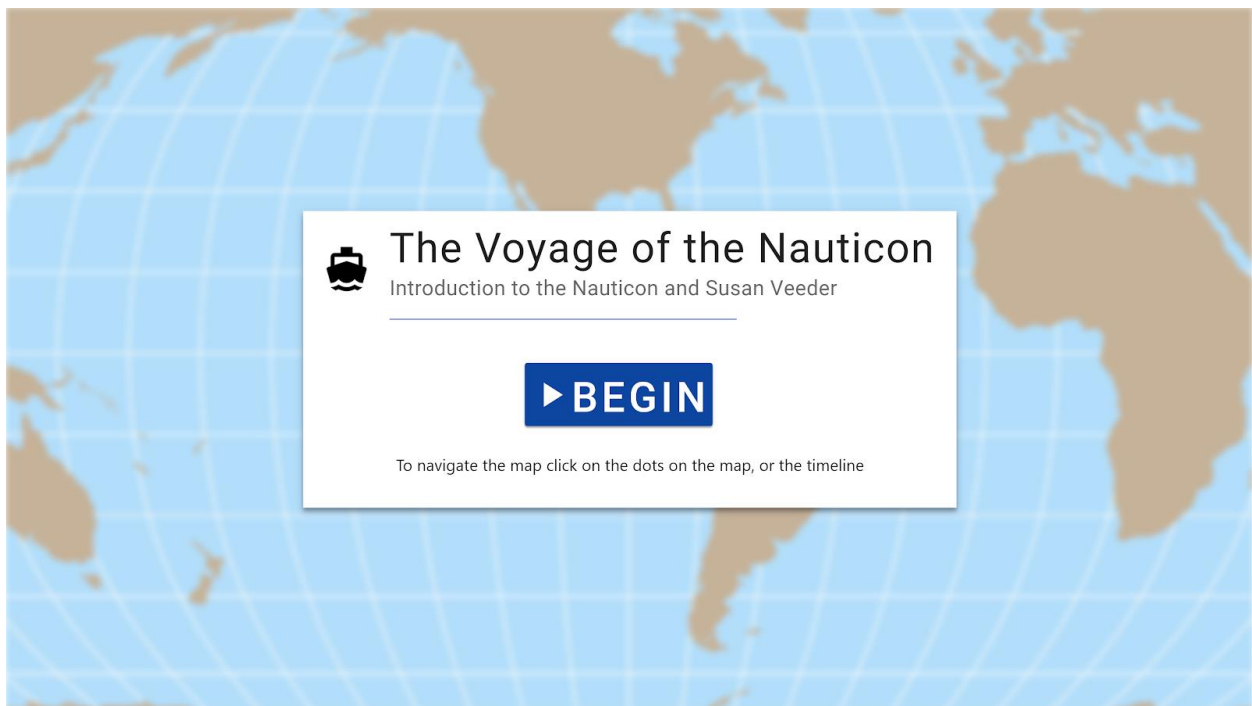 The Voyage of the Nauticon
Introduction to the Nauticon and Susan Veeder
BEGIN
To navigate the map click on the dots on the map, or the timeline